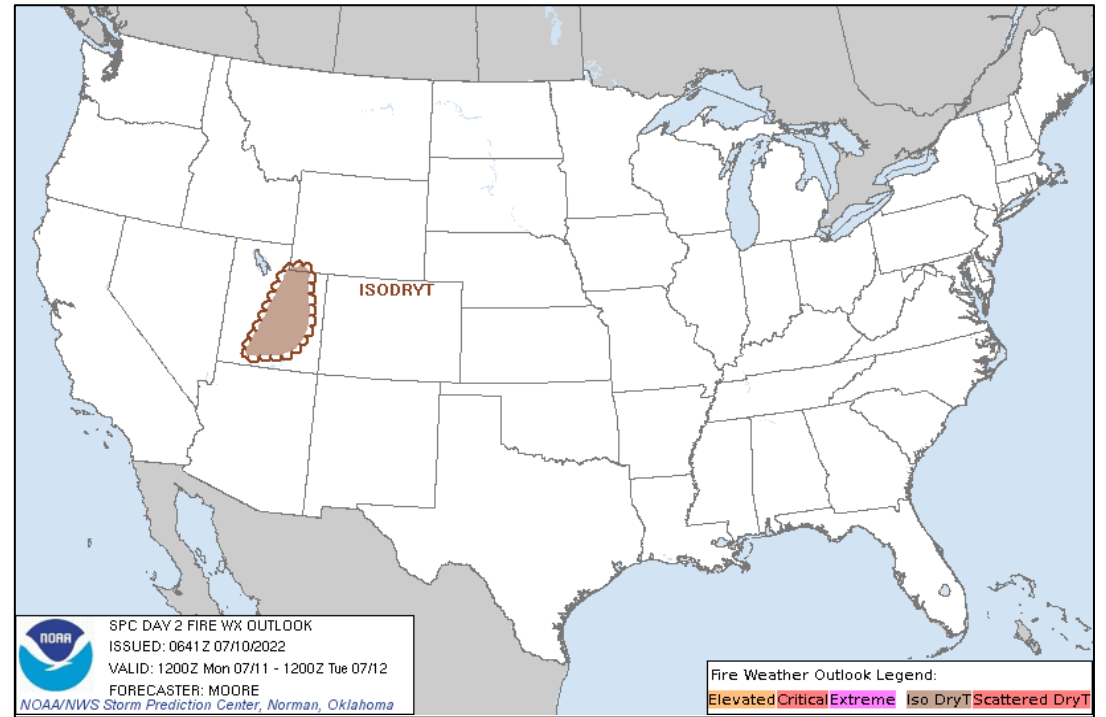 ISODRYT
NOAA
SPC DAY 2 FIRE WX OUTLOOK
ISSUED: 0641Z 07/10/2022
VALID: 1200Z Mon 07/11 - 1200Z Tue 07/12
FORECASTER: MOORE
NOAA/NWS Storm Prediction Center, Norman, Oklahoma
Fire Weather Outlook Legend:
Elevated Critical Extreme Iso DryT Scattered DryT